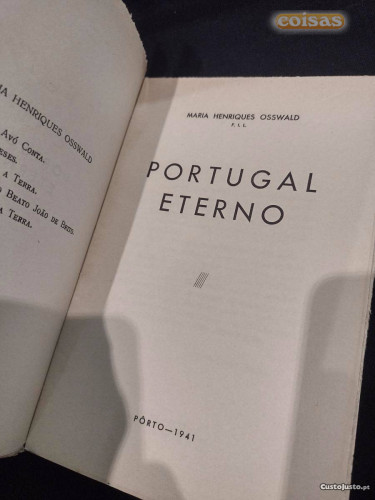 coisas
A HENRIQUES OSSWALD
AVÓ CONTA.
ESES.
A TERRA.
O BEATO JOÃO DE BRITO.
A TERRA.
MARIA HENRIQUES OSSWALD
F. L. L.
PORTUGAL
ETERNO
PÔRTO—1941
CustoJusto.pt